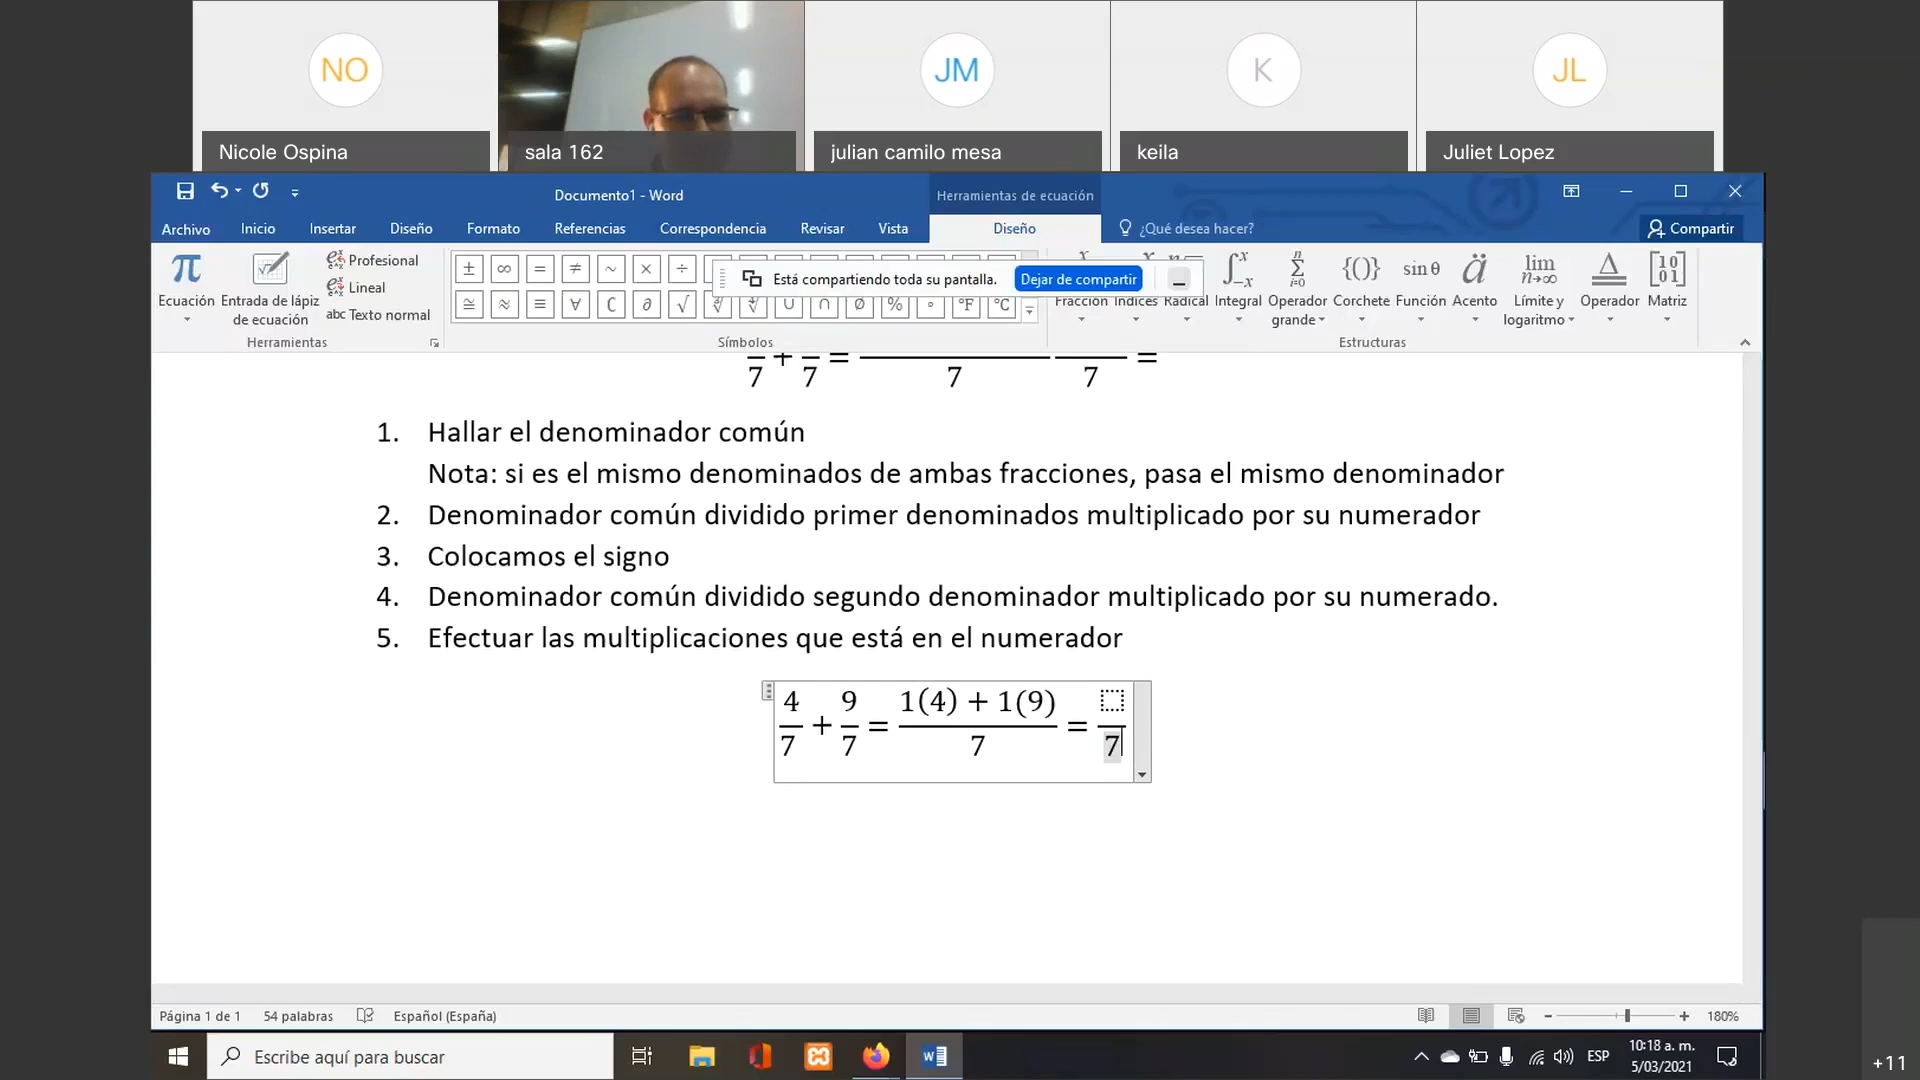 NO
JM
K
JL
Nicole Ospina
sala 162
julian camilo mesa
keila
Juliet Lopez
Documento1 - Word
Herramientas de ecuación
Archivo Inicio Insertar Diseño Formato Referencias Correspondencia Revisar Vista Diseño ¿Qué desea hacer? Compartir
π Ecuación
Entrada de lápiz de ecuación
Profesional
Lineal
abc Texto normal
Herramientas
± ∞ = ≠ ~ × ÷
≅ ≈ ≡ ∀ ∁ ∂ √ ∛ ∜ ∪ ∩ ∅ % ° °F °C
Símbolos
Está compartiendo toda su pantalla. Dejar de compartir
Fracción Índices Radical Integral Operador grande Corchete Función Acento Límite y logaritmo Operador Matriz
{()} sin θ ä lim n→∞
Estructuras
7 + 7 = 7 7 =
1. Hallar el denominador común
Nota: si es el mismo denominados de ambas fracciones, pasa el mismo denominador
2. Denominador común dividido primer denominados multiplicado por su numerador
3. Colocamos el signo
4. Denominador común dividido segundo denominador multiplicado por su numerado.
5. Efectuar las multiplicaciones que está en el numerador
4/7 + 9/7 = 1(4) + 1(9)/7 = /7
Página 1 de 1 54 palabras Español (España) 180%
Escribe aquí para buscar
ESP
10:18 a. m.
5/03/2021
+11